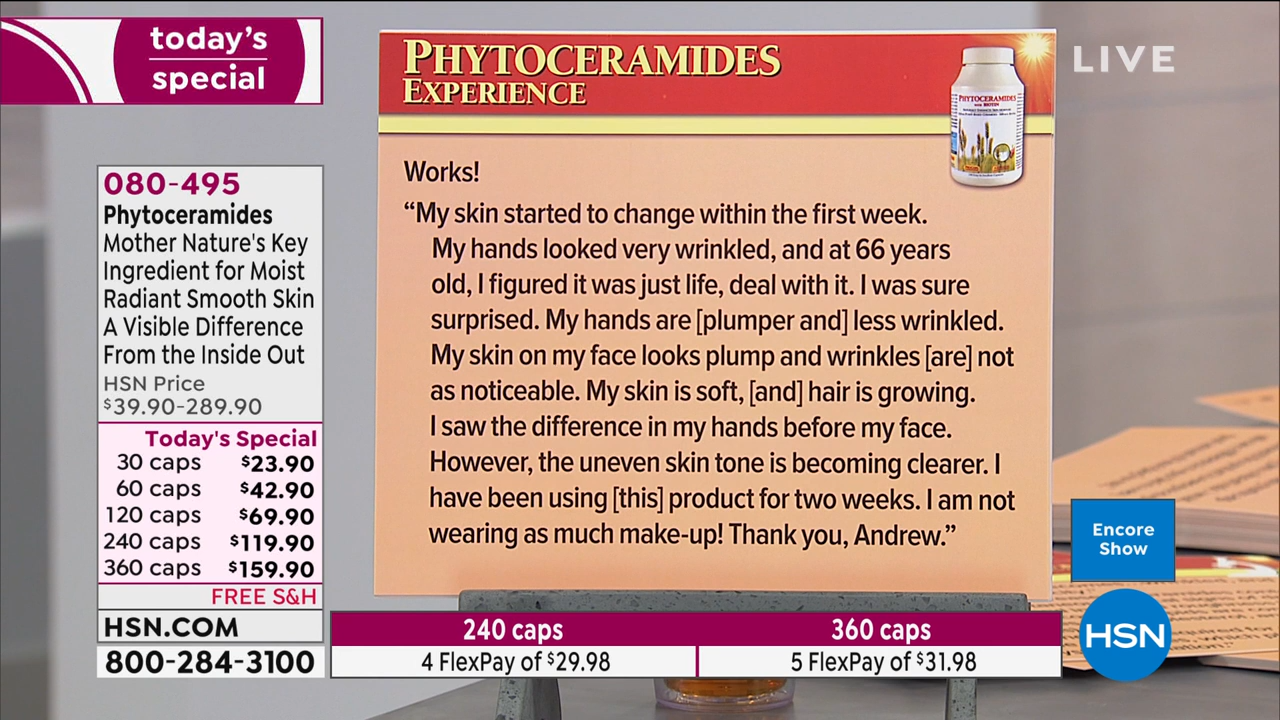 today's
special
080-495
Phytoceramides
Mother Nature's Key
Ingredient for Moist
Radiant Smooth Skin
A Visible Difference
From the Inside Out
HSN Price
$39.90-289.90
Today's Special
30 caps $23.90
60 caps $42.90
120 caps $69.90
240 caps $119.90
360 caps $159.90
FREE S&H
HSN.COM
800-284-3100
PHYTOCERAMIDES
EXPERIENCE
PHYTOCERAMIDES
WITH BIOTIN
Works!
“My skin started to change within the first week.
My hands looked very wrinkled, and at 66 years
old, I figured it was just life, deal with it. I was sure
surprised. My hands are [plumper and] less wrinkled.
My skin on my face looks plump and wrinkles [are] not
as noticeable. My skin is soft, [and] hair is growing.
I saw the difference in my hands before my face.
However, the uneven skin tone is becoming clearer. I
have been using [this] product for two weeks. I am not
wearing as much make-up! Thank you, Andrew.”
LIVE
Encore
Show
HSN
240 caps 360 caps
4 FlexPay of $29.98 5 FlexPay of $31.98